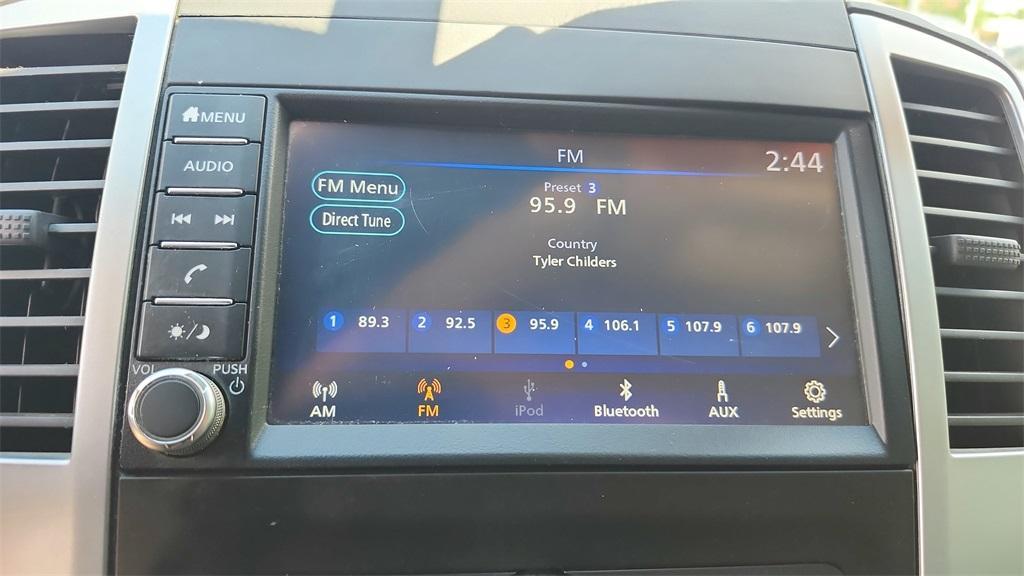 MENU
AUDIO
VOL PUSH
FM 2:44
FM Menu
Direct Tune
Preset 3
95.9 FM
Country
Tyler Childers
1 89.3 2 92.5 3 95.9 4 106.1 5 107.9 6 107.9
AM FM iPod Bluetooth AUX Settings